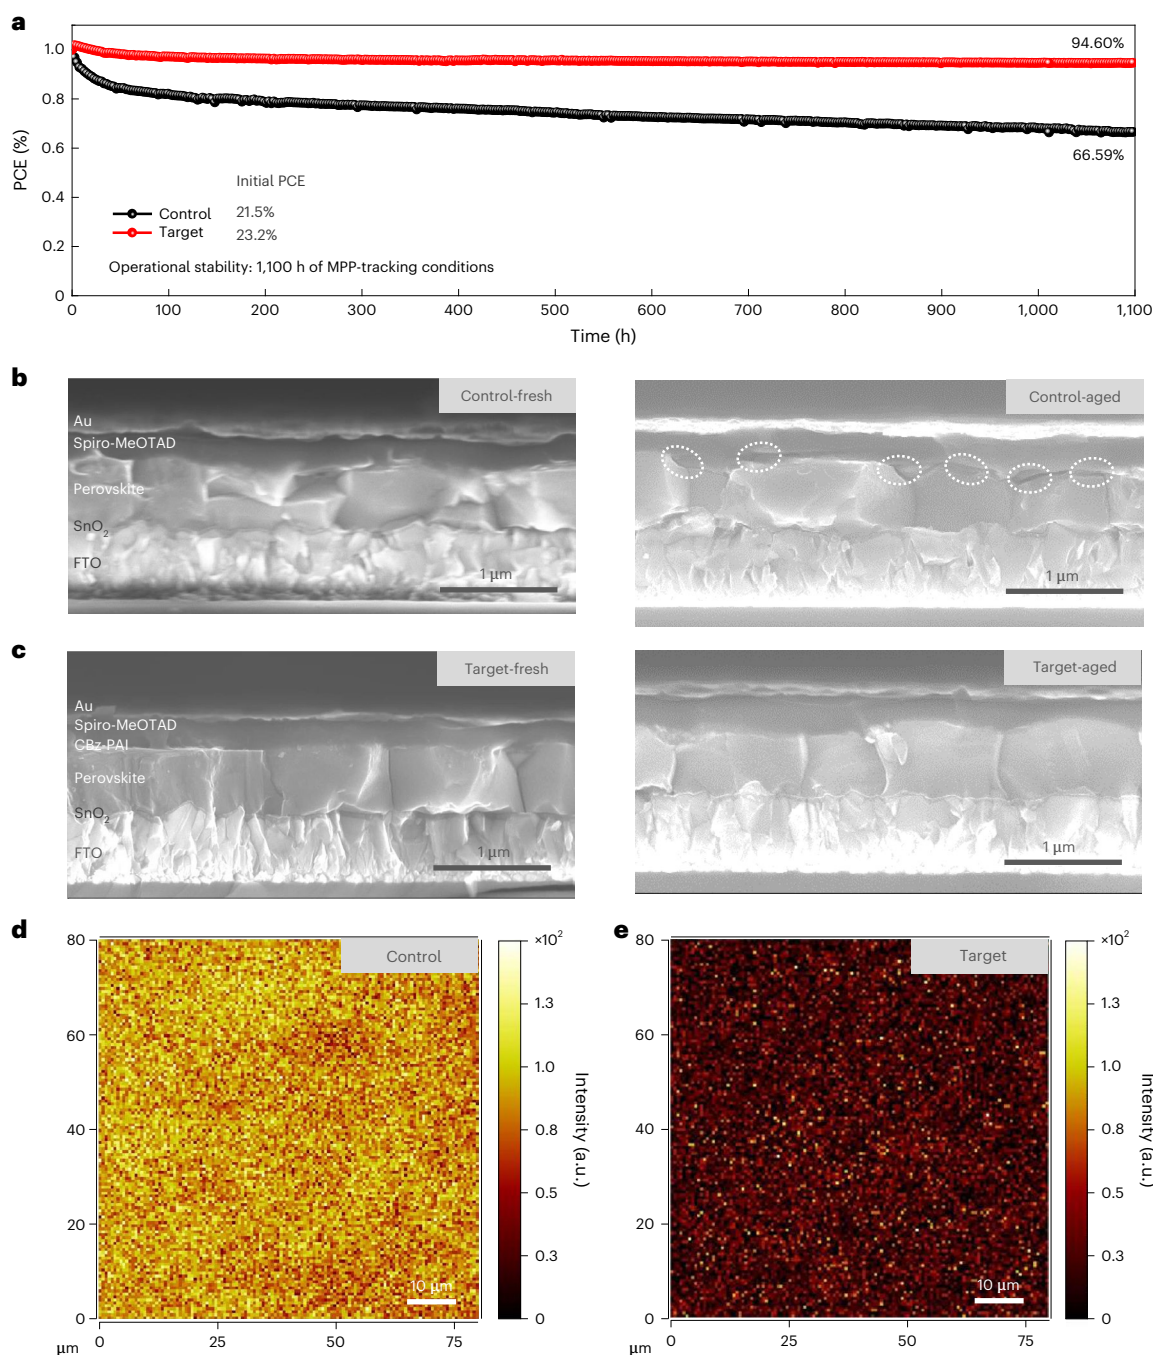 a
1.0
0.8
0.6
0.4
0.2
0
PCE (%)
94.60%
66.59%
Initial PCE
Control 21.5%
Target 23.2%
Operational stability: 1,100 h of MPP-tracking conditions
0 100 200 300 400 500 600 700 800 900 1,000 1,100
Time (h)
b
Control-fresh
Au
Spiro-MeOTAD
Perovskite
SnO2
FTO
1 µm
Control-aged
1 µm
c
Target-fresh
Au
Spiro-MeOTAD
CBz-PAI
Perovskite
SnO2
FTO
1 µm
Target-aged
1 µm
d
80
60
40
20
0
Control
10 µm
µm 0 25 50 75
×102
1.3
1.0
0.8
0.5
0.3
0
Intensity (a.u.)
e
80
60
40
20
0
Target
10 µm
µm 0 25 50 75
×102
1.3
1.0
0.8
0.5
0.3
0
Intensity (a.u.)